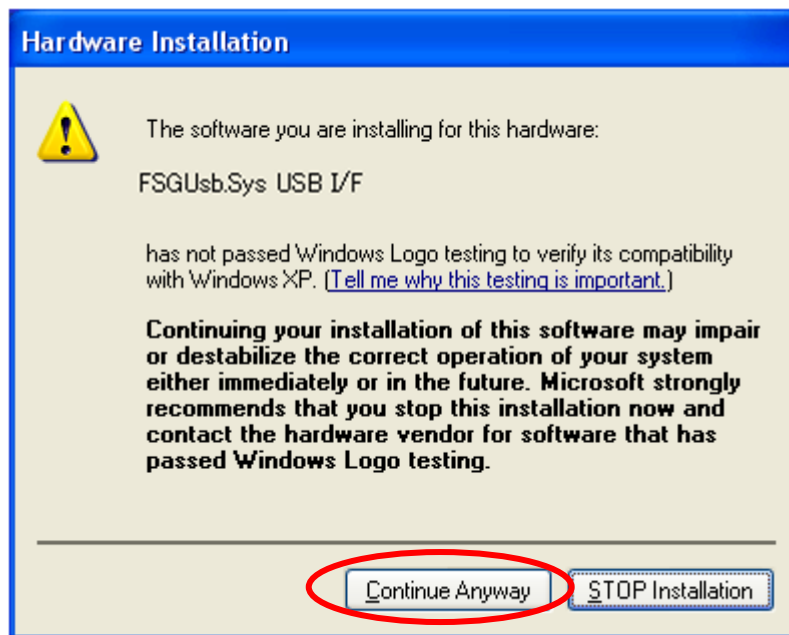 Hardware Installation
The software you are installing for this hardware:
FSGUsb.Sys USB I/F
has not passed Windows Logo testing to verify its compatibility
with Windows XP. (Tell me why this testing is important.)
Continuing your installation of this software may impair
or destabilize the correct operation of your system
either immediately or in the future. Microsoft strongly
recommends that you stop this installation now and
contact the hardware vendor for software that has
passed Windows Logo testing.
Continue Anyway
STOP Installation